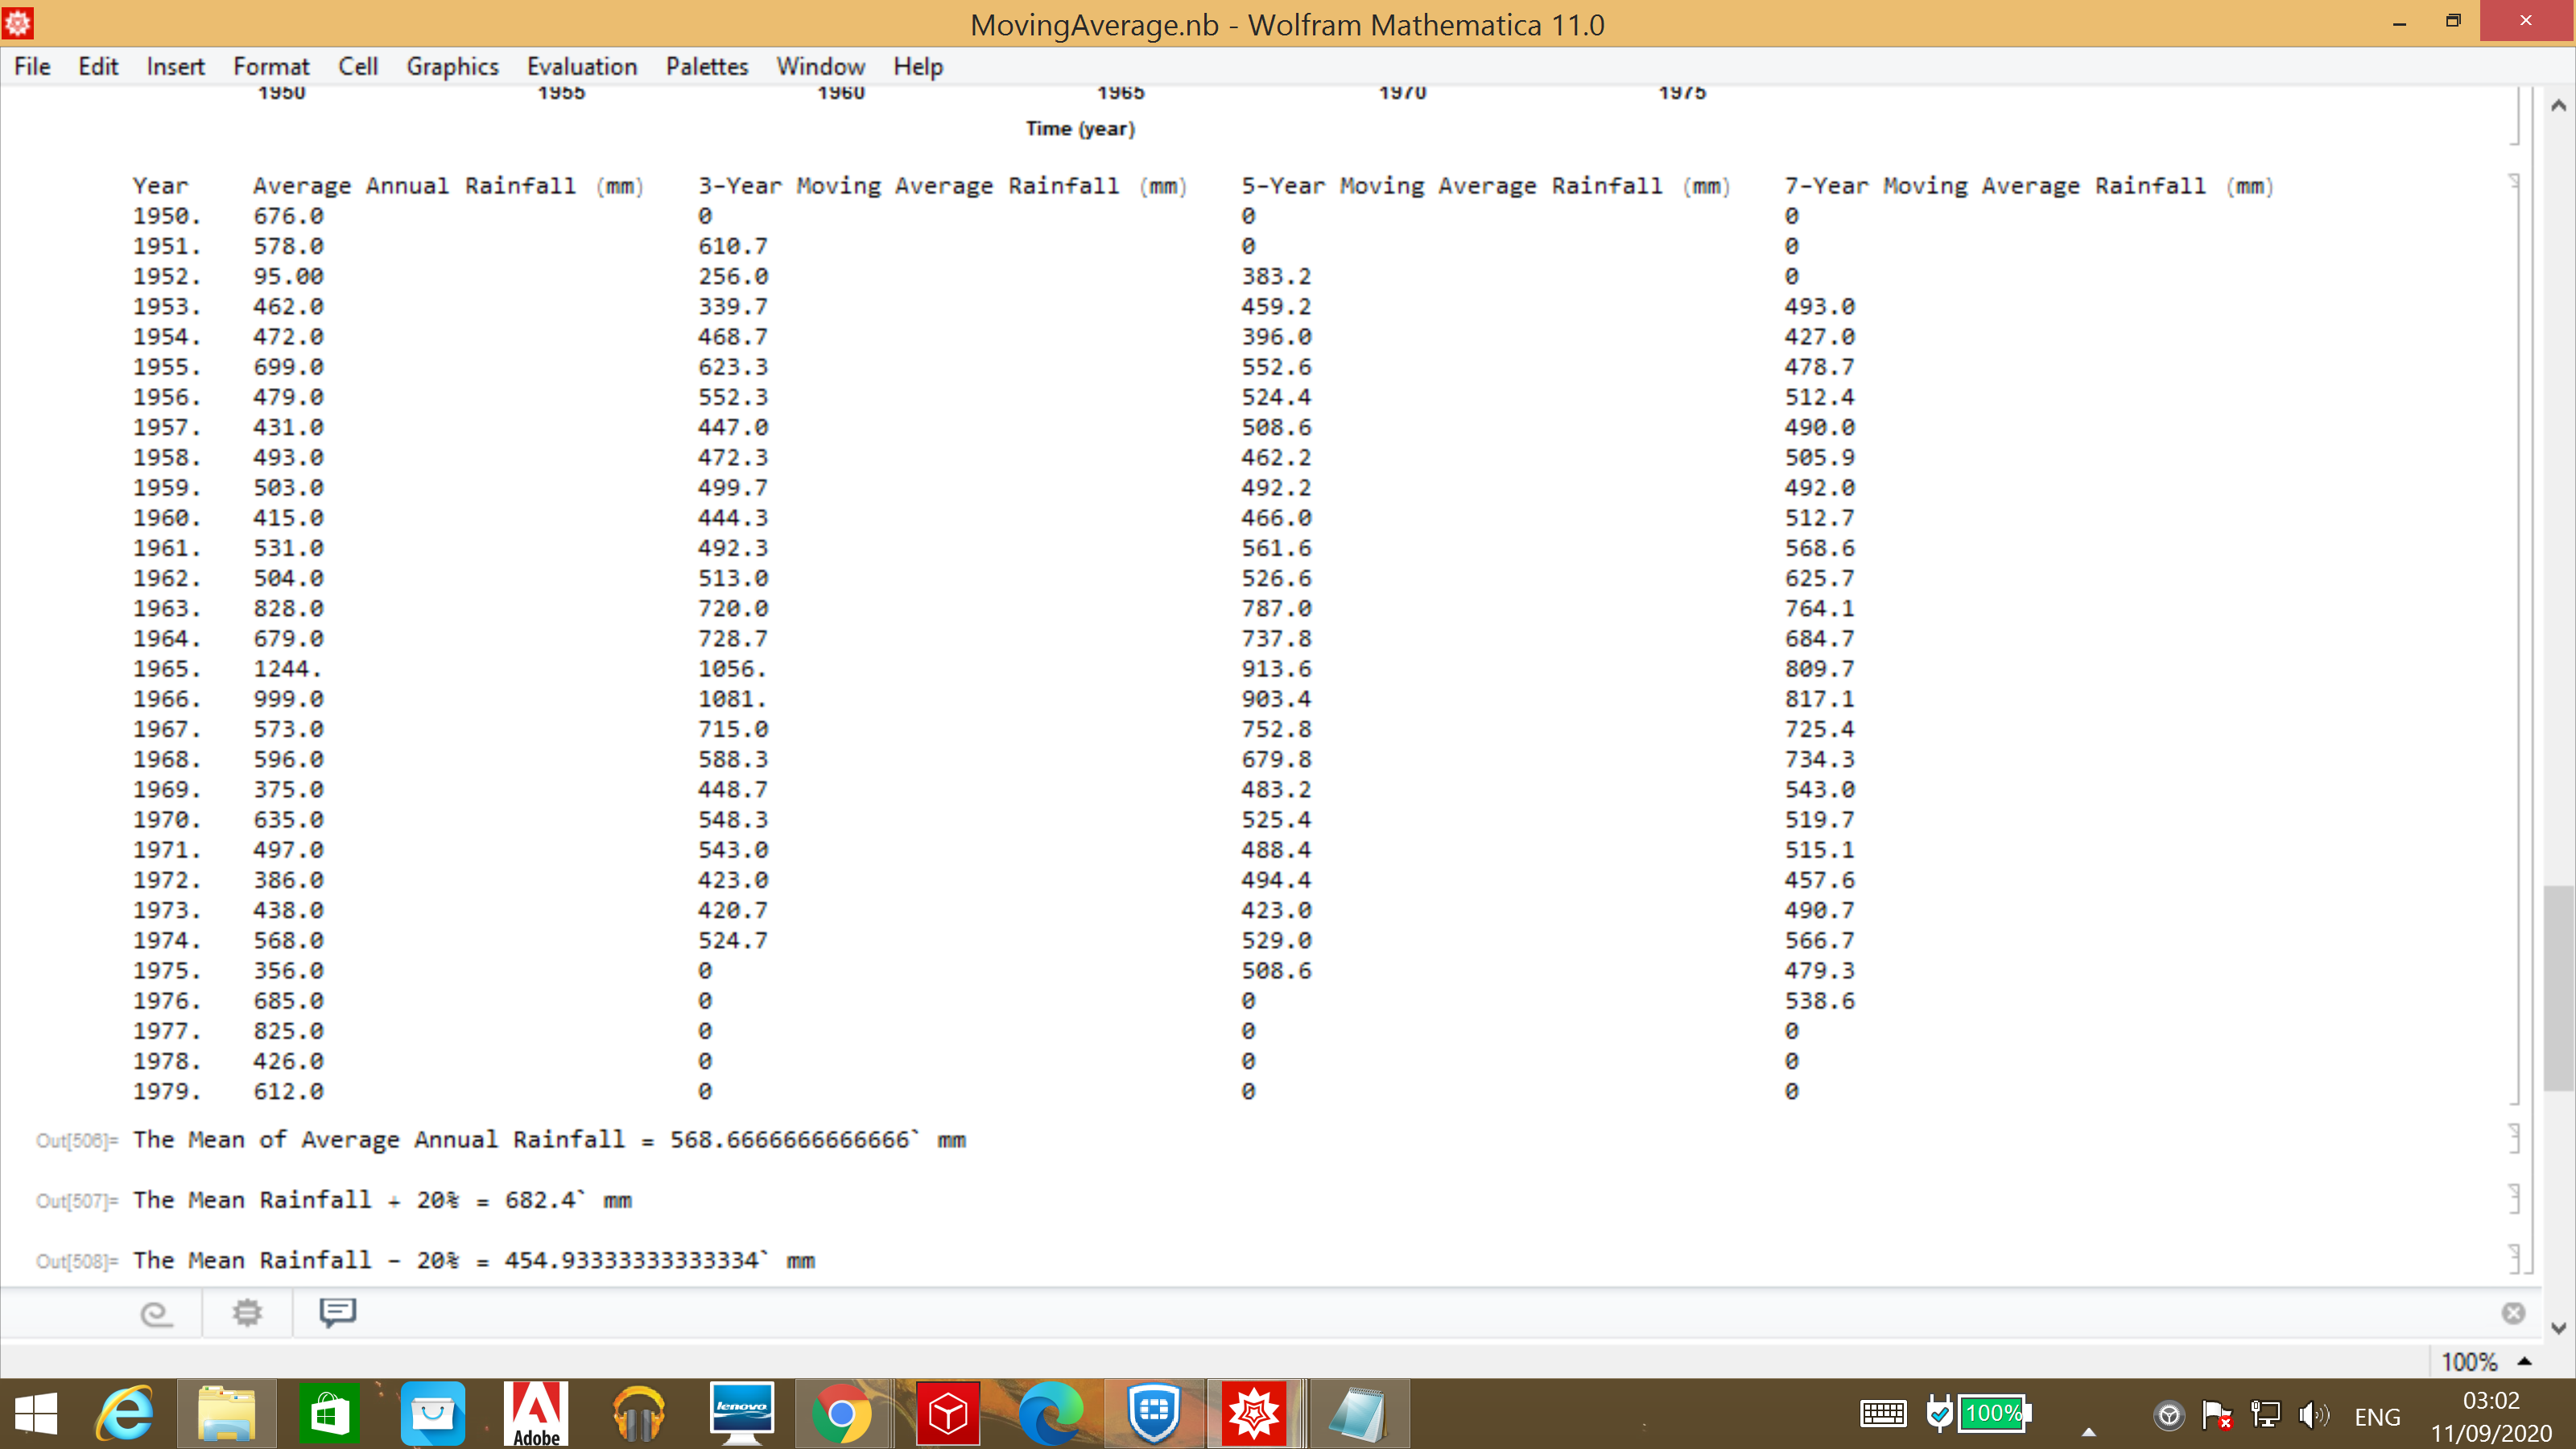 MovingAverage.nb - Wolfram Mathematica 11.0
File Edit Insert Format Cell Graphics Evaluation Palettes Window Help
1950 1955 1960 1965 1970 1975
Time (year)
Year Average Annual Rainfall (mm) 3-Year Moving Average Rainfall (mm) 5-Year Moving Average Rainfall (mm) 7-Year Moving Average Rainfall (mm)
1950. 676.0 0 0 0
1951. 578.0 610.7 0 0
1952. 95.00 256.0 383.2 0
1953. 462.0 339.7 459.2 493.0
1954. 472.0 468.7 396.0 427.0
1955. 699.0 623.3 552.6 478.7
1956. 479.0 552.3 524.4 512.4
1957. 431.0 447.0 508.6 490.0
1958. 493.0 472.3 462.2 505.9
1959. 503.0 499.7 492.2 492.0
1960. 415.0 444.3 466.0 512.7
1961. 531.0 492.3 561.6 568.6
1962. 504.0 513.0 526.6 625.7
1963. 828.0 720.0 787.0 764.1
1964. 679.0 728.7 737.8 684.7
1965. 1244. 1056. 913.6 809.7
1966. 999.0 1081. 903.4 817.1
1967. 573.0 715.0 752.8 725.4
1968. 596.0 588.3 679.8 734.3
1969. 375.0 448.7 483.2 543.0
1970. 635.0 548.3 525.4 519.7
1971. 497.0 543.0 488.4 515.1
1972. 386.0 423.0 494.4 457.6
1973. 438.0 420.7 423.0 490.7
1974. 568.0 524.7 529.0 566.7
1975. 356.0 0 508.6 479.3
1976. 685.0 0 0 538.6
1977. 825.0 0 0 0
1978. 426.0 0 0 0
1979. 612.0 0 0 0
Out[506]= The Mean of Average Annual Rainfall = 568.6666666666666` mm
Out[507]= The Mean Rainfall + 20% = 682.4` mm
Out[508]= The Mean Rainfall - 20% = 454.93333333333334` mm
100%
Adobe
lenovo
100%
ENG
03:02
11/09/2020